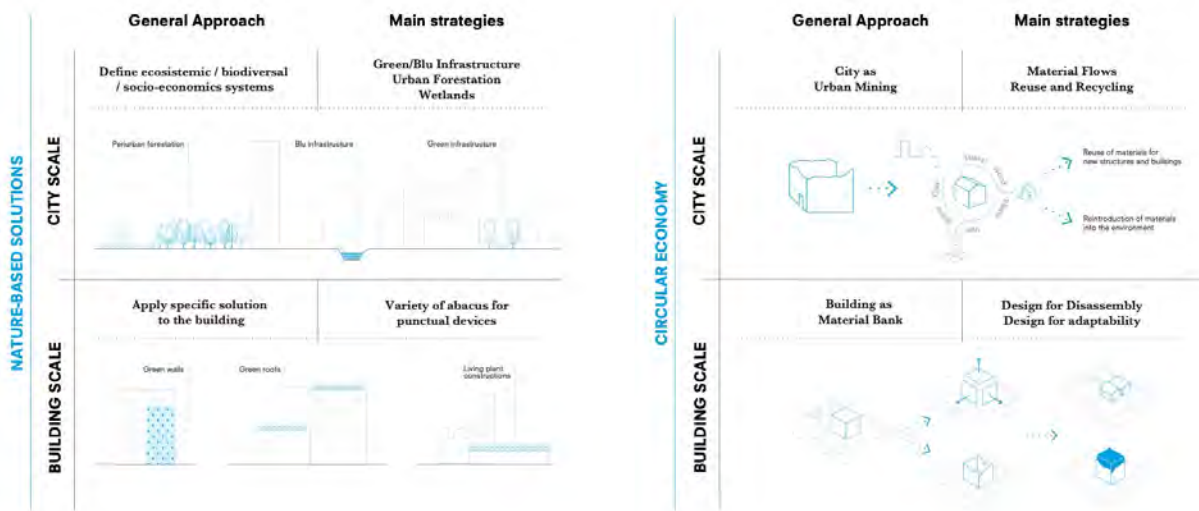 General Approach
Main strategies
NATURE-BASED SOLUTIONS
CITY SCALE
Define ecosistemic / biodiversal
/ socio-economics systems
Green/Blu Infrastructure
Urban Forestation
Wetlands
Periurban forestation
Blu infrastructure
Green infrastructure
BUILDING SCALE
Apply specific solution
to the building
Variety of abacus for
punctual devices
Green walls
Green roofs
Living plant
constructions
General Approach
Main strategies
CIRCULAR ECONOMY
CITY SCALE
City as
Urban Mining
Material Flows
Reuse and Recycling
Reuse of materials for
new structures and buildings
Reintroduction of materials
into the environment
BUILDING SCALE
Building as
Material Bank
Design for Disassembly
Design for adaptability